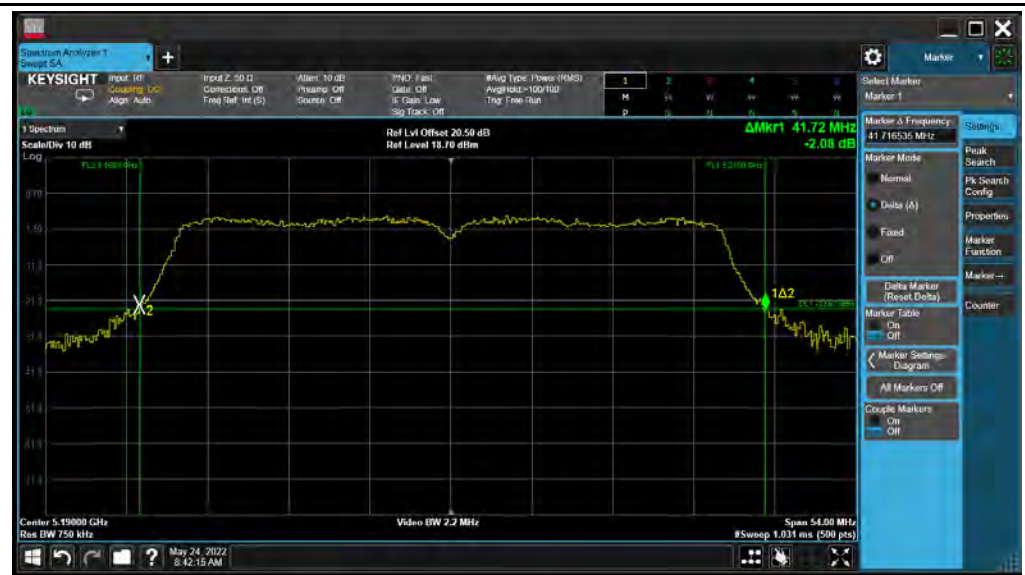 Spectrum Analyzer 1
Swept SA
+
Marker
KEYSIGHT
Input: RF
Coupling: DC
Align: Auto
Input Z: 50 Ω
Corrections: Off
Freq Ref: Int (S)
Atten: 10 dB
Preamp: Off
Source: Off
PNO: Fast
Gate: Off
IF Gain: Low
Sig Track: Off
#Avg Type: Power (RMS)
Avg|Hold:>100/100
Trig: Free Run
1
M
P
Select Marker
Marker 1
1 Spectrum
Scale/Div 10 dB
Log
Ref Lvl Offset 20.50 dB
Ref Level 18.70 dBm
ΔMkr1 41.72 MHz
-2.08 dB
Marker Δ Frequency
41.716535 MHz
Settings
Marker Mode
Normal
Delta (Δ)
Fixed
Off
Peak
Search
Pk Search
Config
Properties
Marker
Function
Marker→
Counter
Delta Marker
(Reset Delta)
Marker Table
On
Off
Marker Settings
Diagram
All Markers Off
Couple Markers
On
Off
X2
1Δ2
Center 5.19000 GHz
Res BW 750 kHz
Video BW 2.2 MHz
Span 54.00 MHz
#Sweep 1.031 ms (500 pts)
?
May 24, 2022
8:42:15 AM